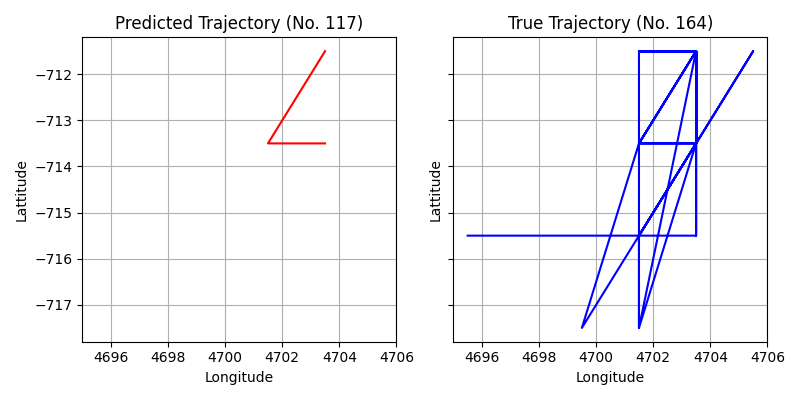 Predicted Trajectory (No. 117)
True Trajectory (No. 164)
−712
−713
−714
−715
−716
−717
Lattitude
Lattitude
4696 4698 4700 4702 4704 4706
4696 4698 4700 4702 4704 4706
Longitude
Longitude